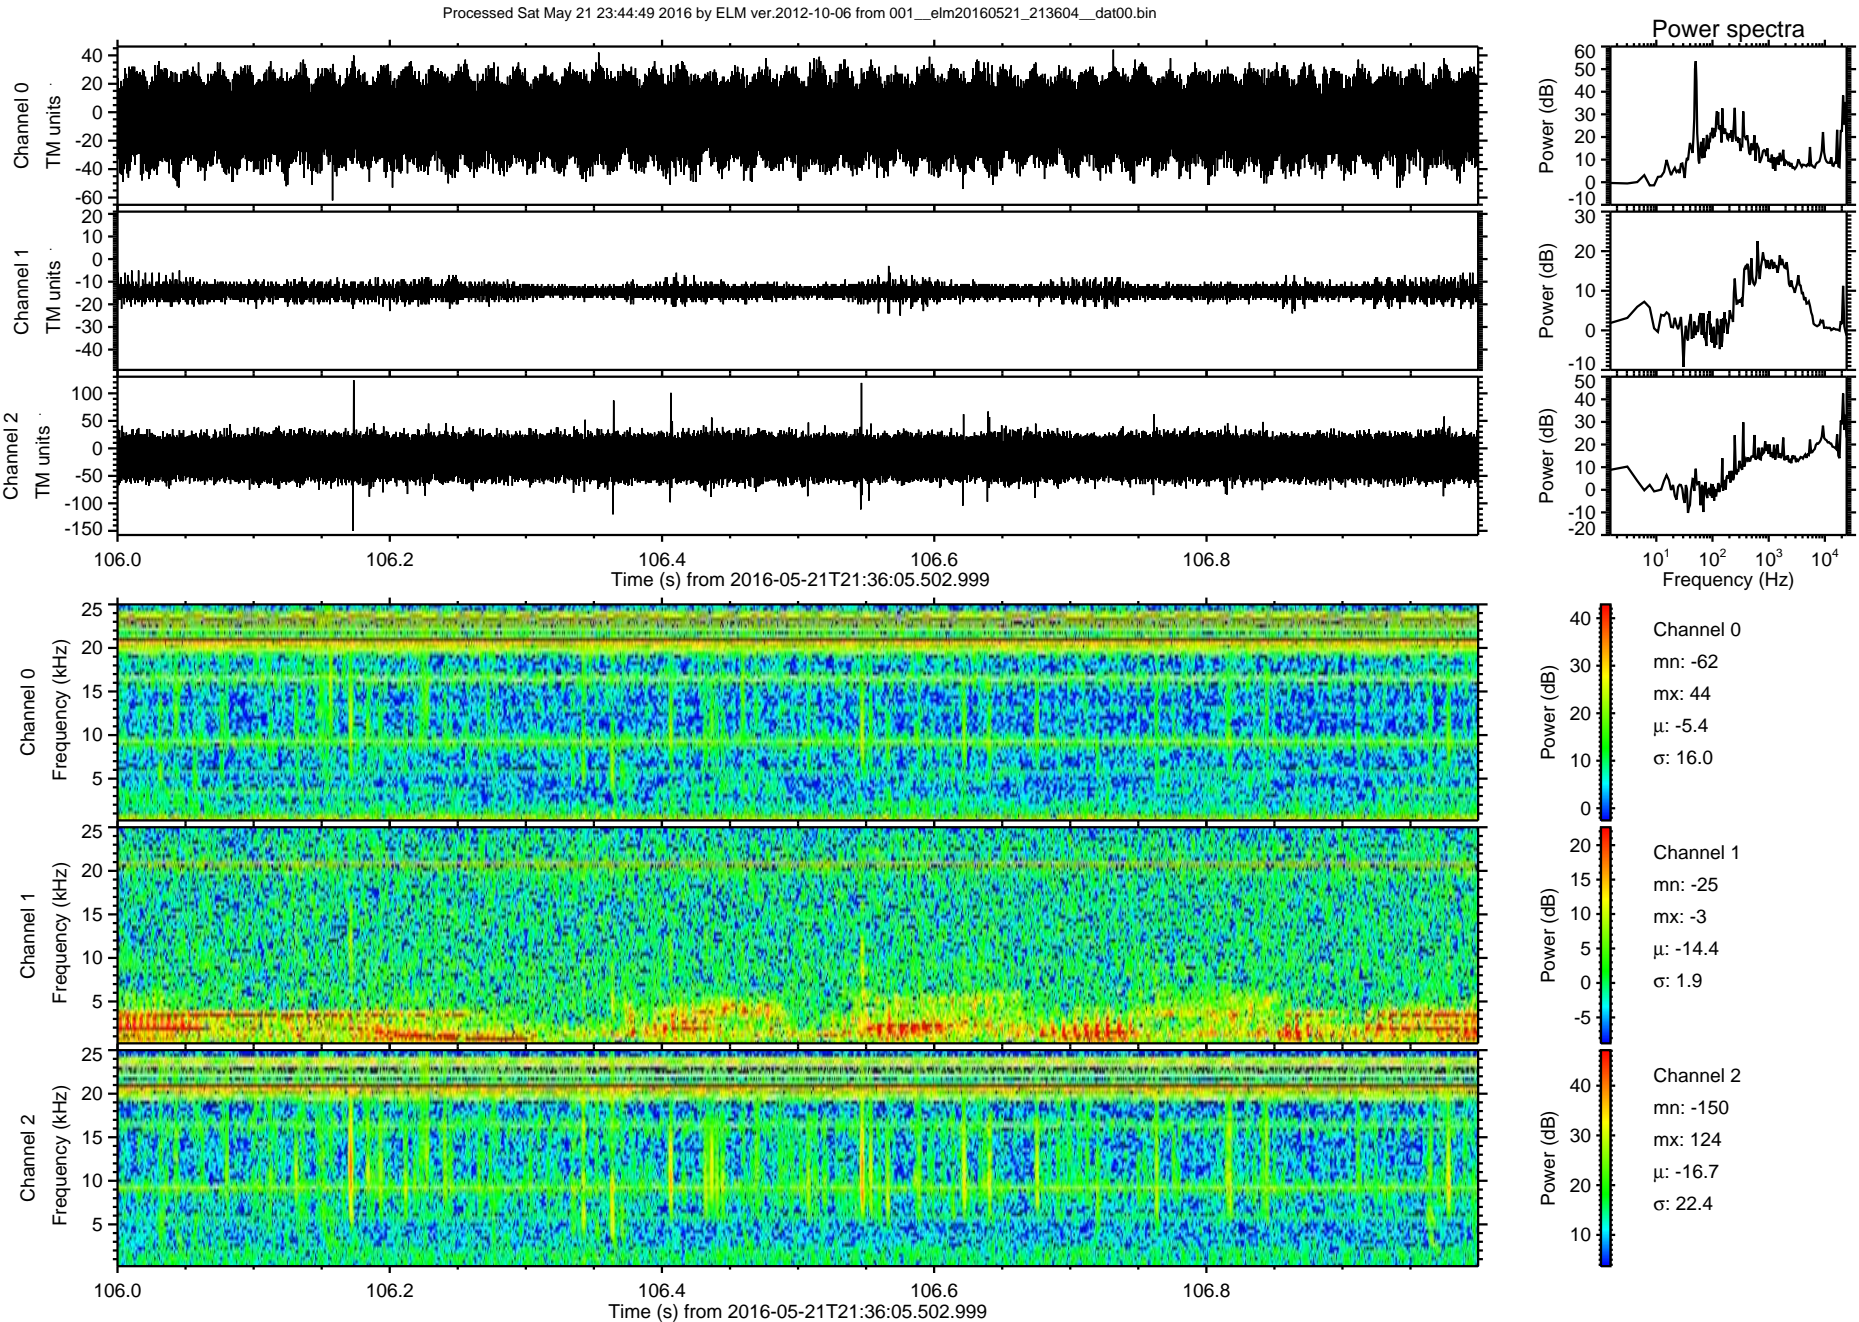 Processed Sat May 21 23:44:49 2016 by ELM ver.2012-10-06 from 001__elm20160521_213604__dat00.bin
Power spectra
Channel 0
TM units
40
20
0
-20
-40
-60
Power (dB)
60
50
40
30
20
10
0
-10
Channel 1
TM units
20
10
0
-10
-20
-30
-40
Power (dB)
30
20
10
0
-10
Channel 2
TM units
100
50
0
-50
-100
-150
Power (dB)
50
40
30
20
10
0
-10
-20
106.0 106.2 106.4 106.6 106.8
Time (s) from 2016-05-21T21:36:05.502.999
10¹ 10² 10³ 10⁴
Frequency (Hz)
Channel 0
Frequency (kHz)
25
20
15
10
5
Power (dB)
40
30
20
10
0
Channel 0
mn: -62
mx: 44
μ: -5.4
σ: 16.0
Channel 1
Frequency (kHz)
25
20
15
10
5
Power (dB)
20
15
10
5
0
-5
Channel 1
mn: -25
mx: -3
μ: -14.4
σ: 1.9
Channel 2
Frequency (kHz)
25
20
15
10
5
Power (dB)
40
30
20
10
Channel 2
mn: -150
mx: 124
μ: -16.7
σ: 22.4
106.0 106.2 106.4 106.6 106.8
Time (s) from 2016-05-21T21:36:05.502.999